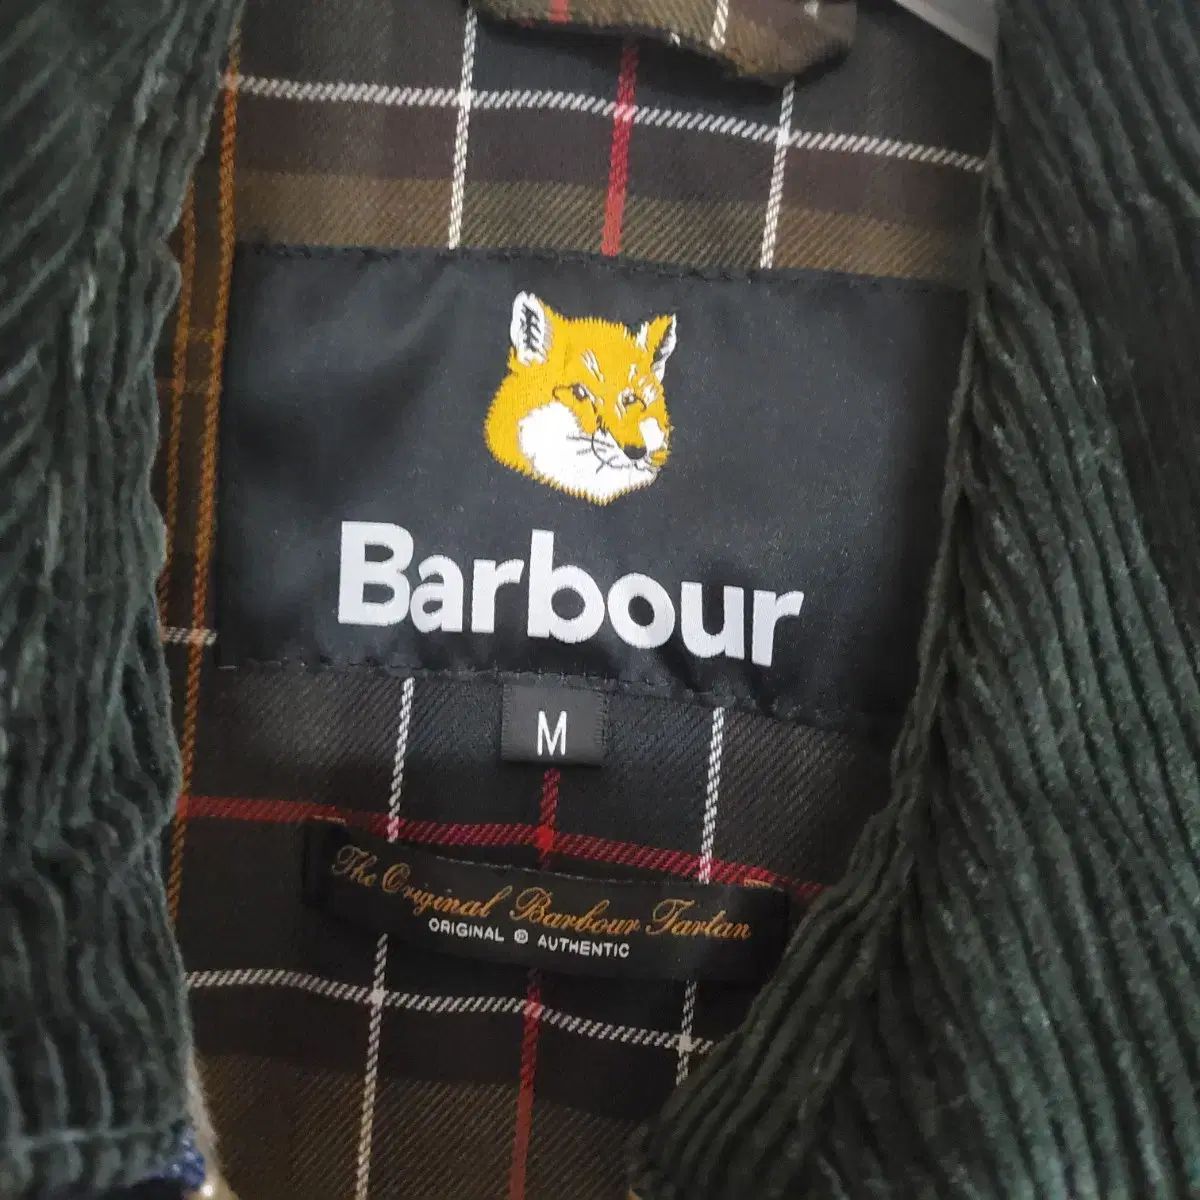 Barbour
M
The Original Barbour Tartan
ORIGINAL ® AUTHENTIC